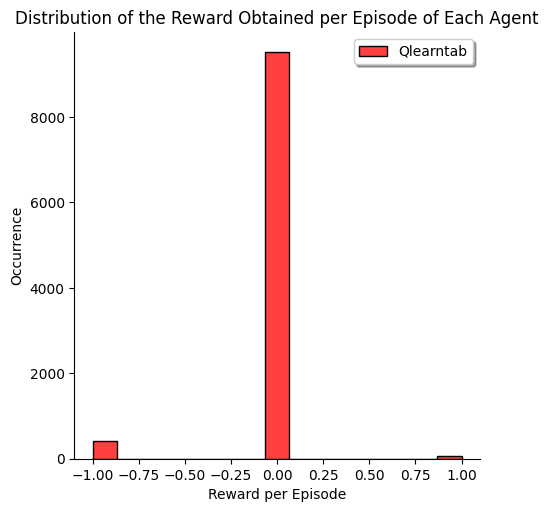 Distribution of the Reward Obtained per Episode of Each Agent
Qlearntab
Occurrence
8000
6000
4000
2000
0
−1.00 −0.75 −0.50 −0.25 0.00 0.25 0.50 0.75 1.00
Reward per Episode